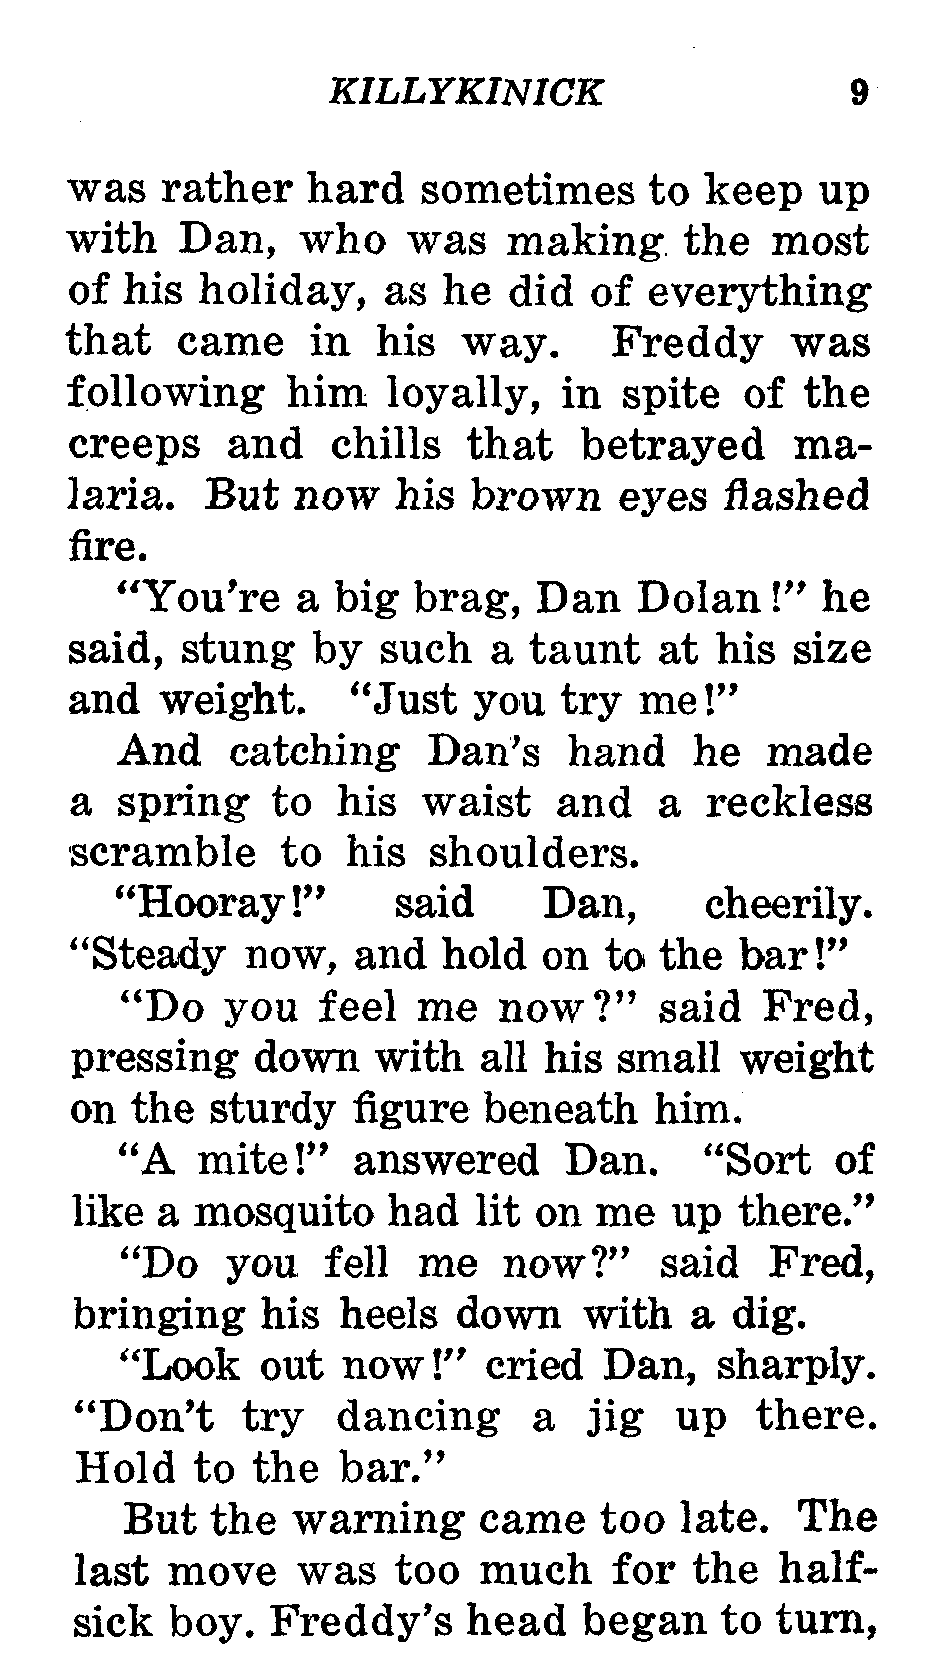 KILLYKINICK 9
was rather hard sometimes to keep up
with Dan, who was making the most
of his holiday, as he did of everything
that came in his way. Freddy was
following him loyally, in spite of the
creeps and chills that betrayed ma-
laria. But now his brown eyes flashed
fire.
“You're a big brag, Dan Dolan!” he
said, stung by such a taunt at his size
and weight. “Just you try me!”
And catching Dan's hand he made
a spring to his waist and a reckless
scramble to his shoulders.
“Hooray!” said Dan, cheerily.
“Steady now, and hold on to the bar!”
“Do you feel me now?” said Fred,
pressing down with all his small weight
on the sturdy figure beneath him.
“A mite!” answered Dan. “Sort of
like a mosquito had lit on me up there.”
“Do you fell me now?” said Fred,
bringing his heels down with a dig.
“Look out now!” cried Dan, sharply.
“Don't try dancing a jig up there.
Hold to the bar.”
But the warning came too late. The
last move was too much for the half-
sick boy. Freddy's head began to turn,